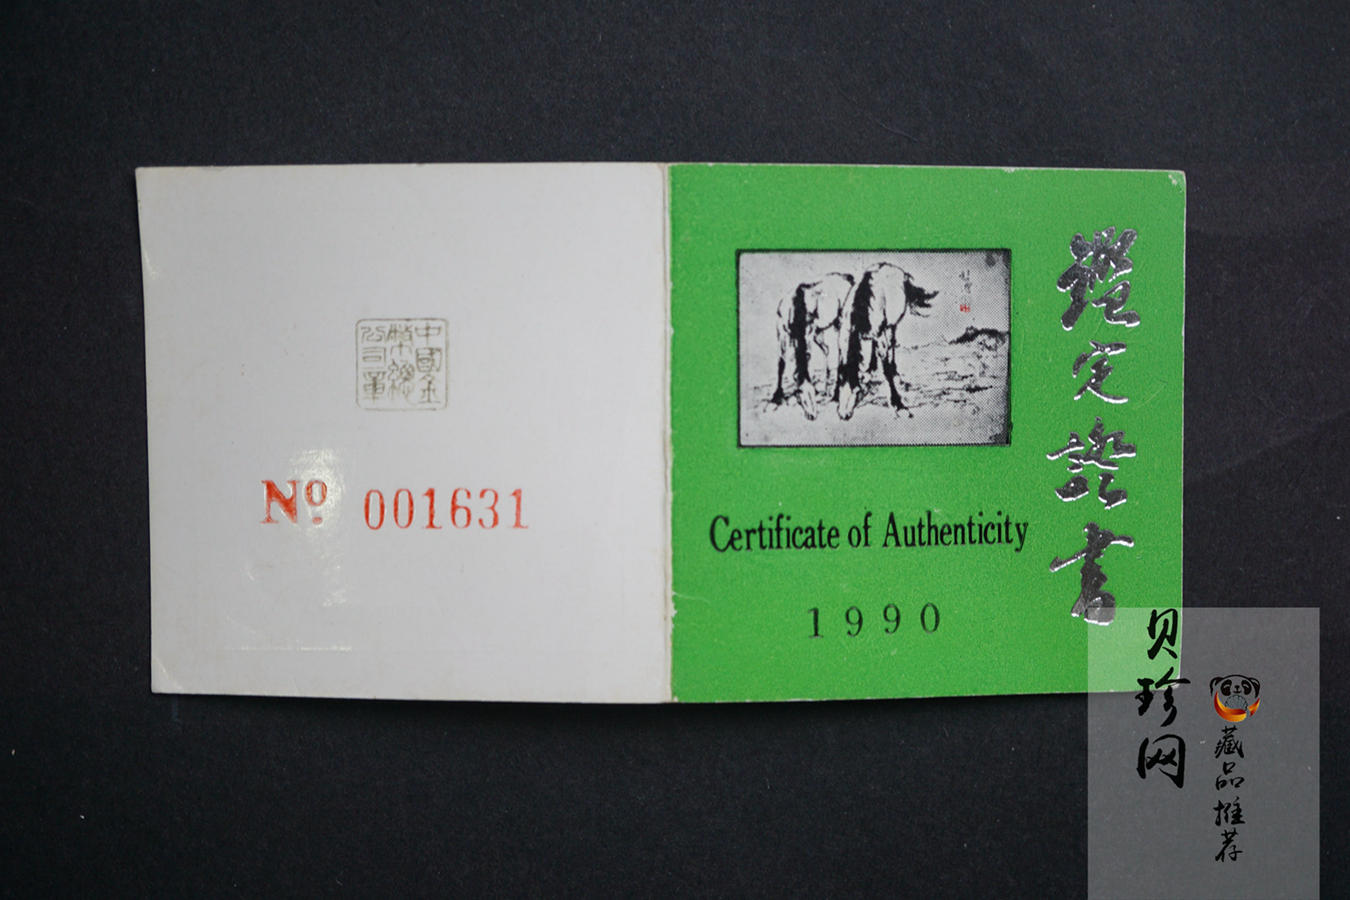 中國金
幣總
公司章
No. 001631
鑑定證書
Certificate of Authenticity
1990
贝珍网
藏品推荐